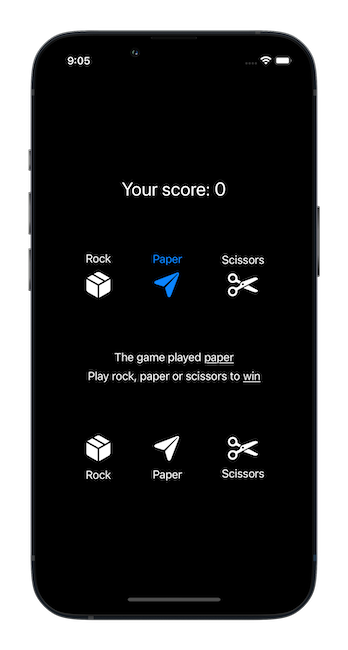 9:05
Your score: 0
Rock Paper Scissors
The game played paper
Play rock, paper or scissors to win
Rock Paper Scissors